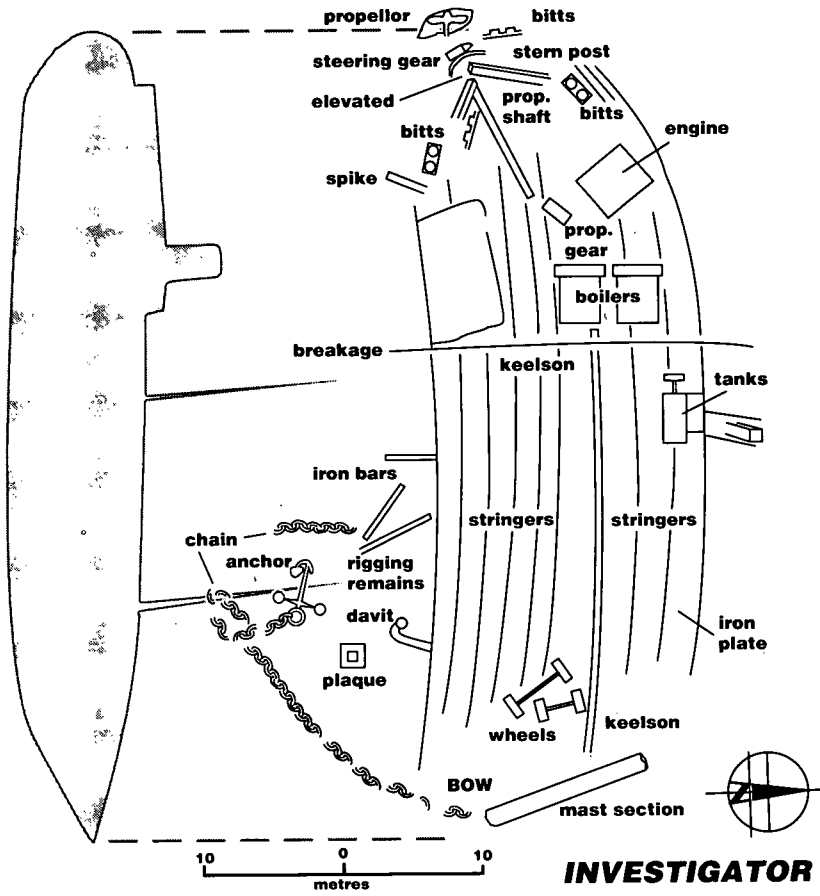 propellor
bitts
steering gear
stern post
elevated
prop.
shaft
bitts
bitts
engine
spike
prop.
gear
boilers
breakage
keelson
tanks
iron bars
stringers
stringers
chain
anchor
rigging
remains
davit
iron
plate
plaque
wheels
keelson
BOW
mast section
10
0
10
metres
INVESTIGATOR